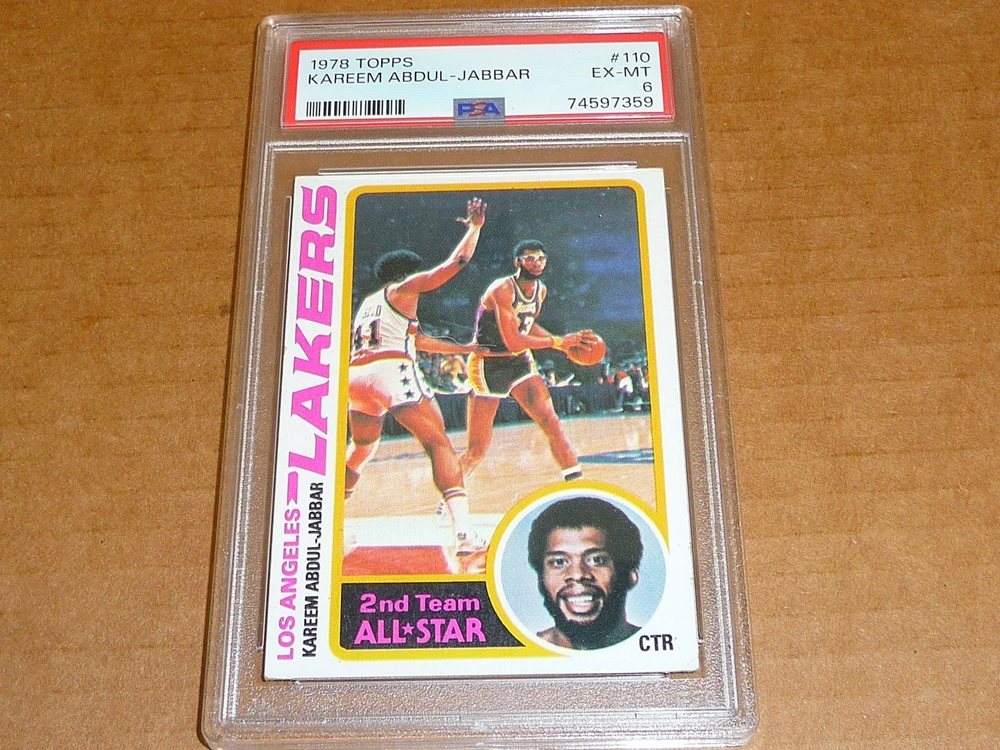 1978 TOPPS #110
KAREEM ABDUL-JABBAR EX-MT
6
PSA 74597359
LOS ANGELES LAKERS
KAREEM ABDUL-JABBAR
41
2nd Team
ALL★STAR
CTR